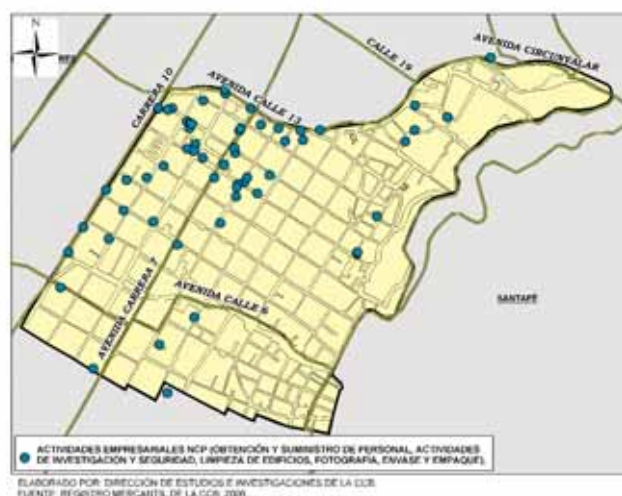 N
CALLE 19
AVENIDA CIRCUNVALAR
CARRERA 10
AVENIDA CALLE 13
AVENIDA CARRERA 7
AVENIDA CALLE 6
SANTAFÉ
ACTIVIDADES EMPRESARIALES NCP (OBTENCIÓN Y SUMINISTRO DE PERSONAL, ACTIVIDADES
DE INVESTIGACIÓN Y SEGURIDAD, LIMPIEZA DE EDIFICIOS, FOTOGRAFÍA, ENVASE Y EMPAQUE).
ELABORADO POR: DIRECCIÓN DE ESTUDIOS E INVESTIGACIONES DE LA CCB.
FUENTE: REGISTRO MERCANTIL DE LA CCB, 2006